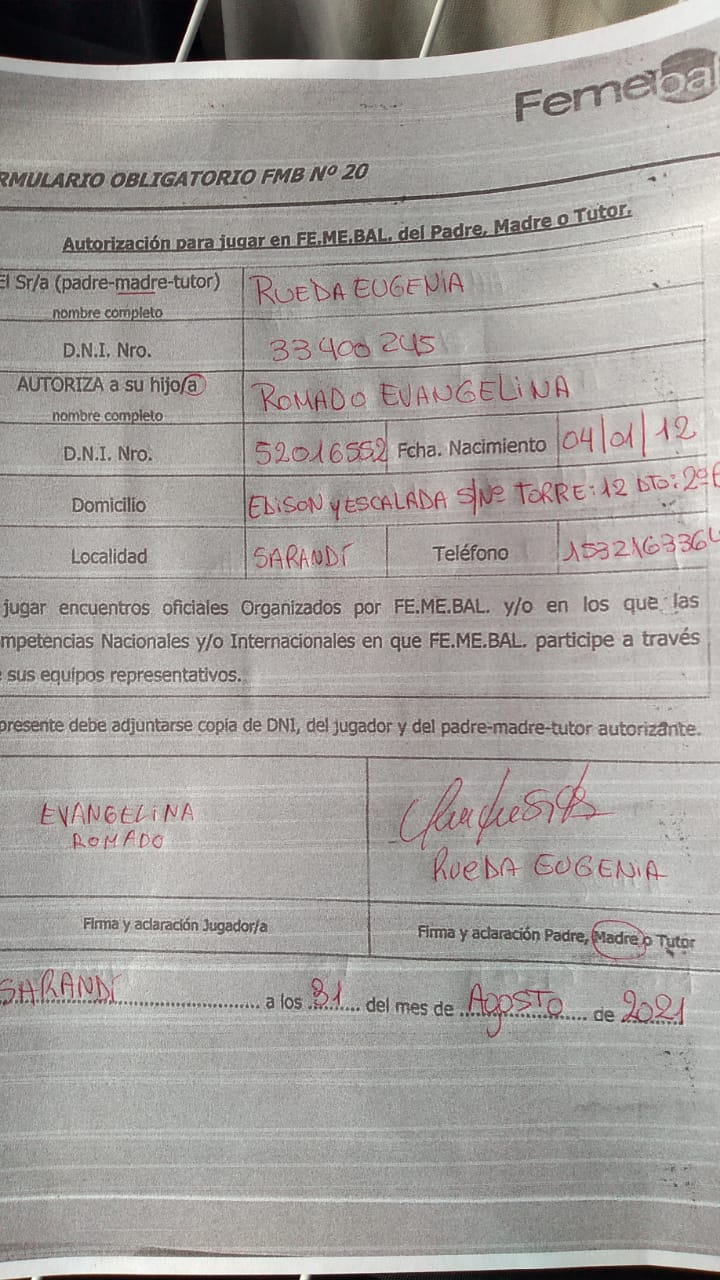 Femebal
RMULARIO OBLIGATORIO FMB Nº 20
Autorización para jugar en FE.ME.BAL. del Padre, Madre o Tutor.
El Sr/a (padre-madre-tutor) RUEDA EUGENIA
nombre completo
D.N.I. Nro. 33400245
AUTORIZA a su hijo/a ROMADO EVANGELINA
nombre completo
D.N.I. Nro. 52016552 Fcha. Nacimiento 04/01/12
Domicilio EDISON y ESCALADA S/Nº TORRE: 12 DTO: 2º
Localidad SARANDÍ Teléfono 153216336
jugar encuentros oficiales Organizados por FE.ME.BAL. y/o en los que las
mpetencias Nacionales y/o Internacionales en que FE.ME.BAL. participe a través
e sus equipos representativos.
presente debe adjuntarse copia de DNI, del jugador y del padre-madre-tutor autorizante.
EVANGELINA
ROMADO
RUEDA EUGENIA
Firma y aclaración Jugador/a
Firma y aclaración Padre, Madre o Tutor
SARANDÍ a los 31 del mes de AGOSTO de 2021